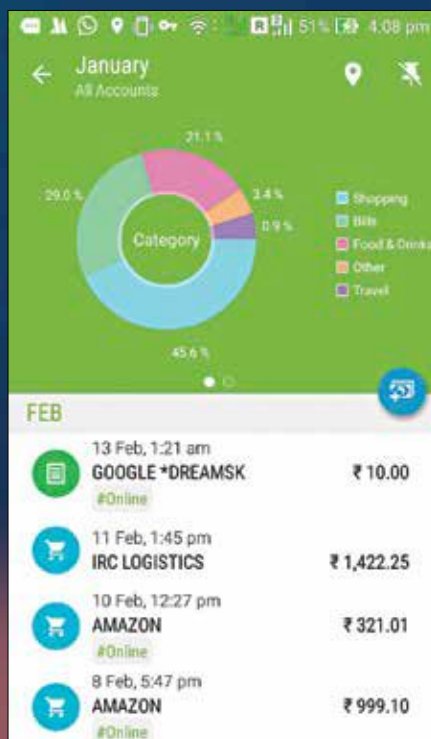 R 51% 4:08 pm
January
All Accounts
21.1 %
29.0 %
3.4 %
0.9 %
45.6 %
Category
Shopping
Bills
Food & Drinks
Other
Travel
FEB
13 Feb, 1:21 am
GOOGLE *DREAMSK ₹ 10.00
#Online
11 Feb, 1:45 pm
IRC LOGISTICS ₹ 1,422.25
10 Feb, 12:27 pm
AMAZON ₹ 321.01
#Online
8 Feb, 5:47 pm
AMAZON ₹ 999.10
#Online